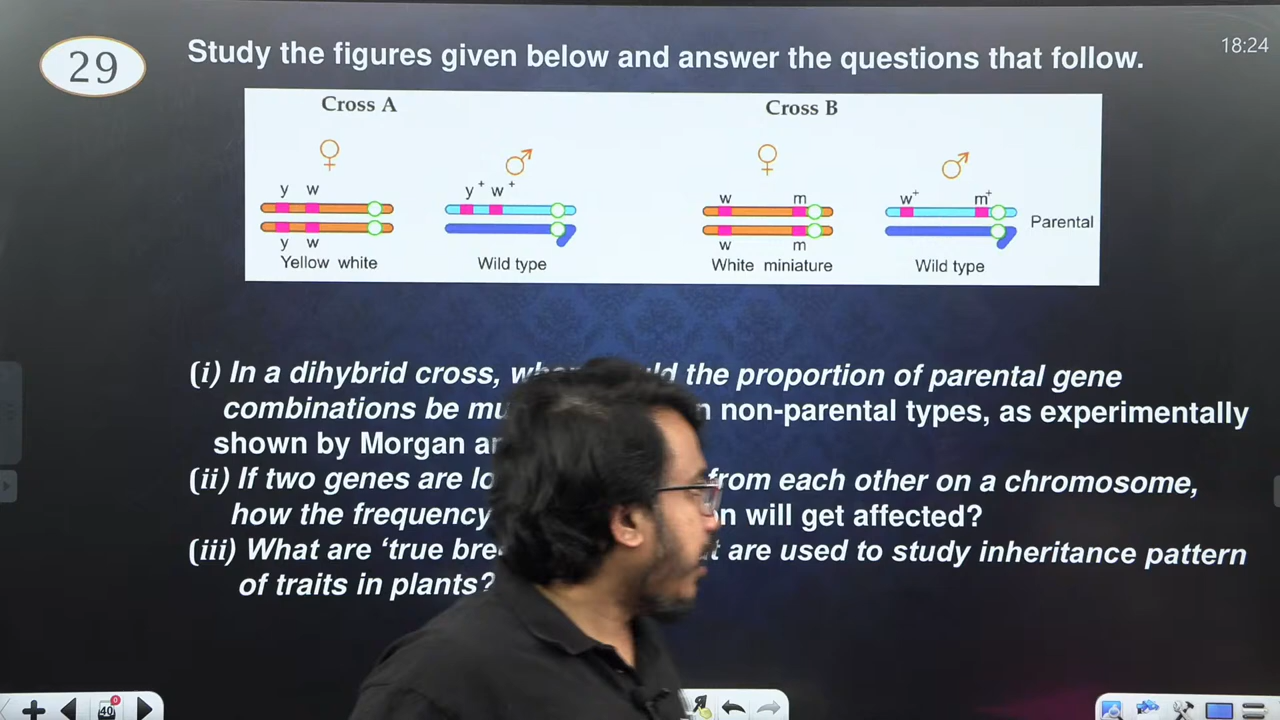 29
Study the figures given below and answer the questions that follow.
18:24
Cross A
Cross B
y w
y+ w+
w m
w+ m+
Parental
y w
w m
Yellow white
Wild type
White miniature
Wild type
(i) In a dihybrid cross, the proportion of parental gene
combinations be non-parental types, as experimentally
shown by Morgan
(ii) If two genes are from each other on a chromosome,
how the frequency will get affected?
(iii) What are ‘true are used to study inheritance pattern
of traits in plants?
40
0